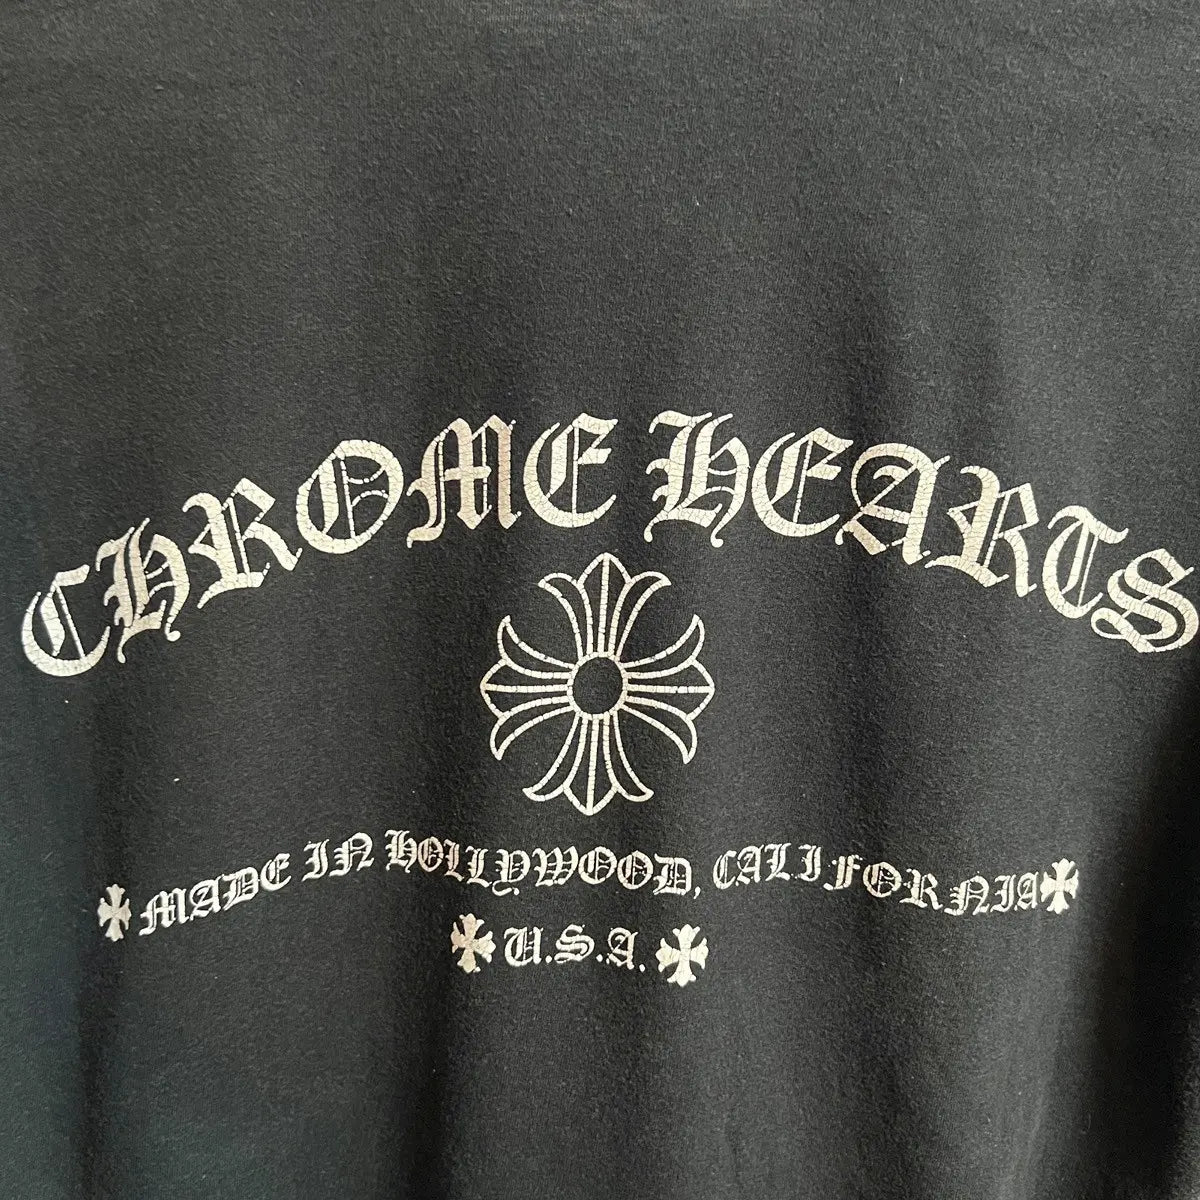 CHROME HEARTS
MADE IN HOLLYWOOD, CALIFORNIA
U.S.A.